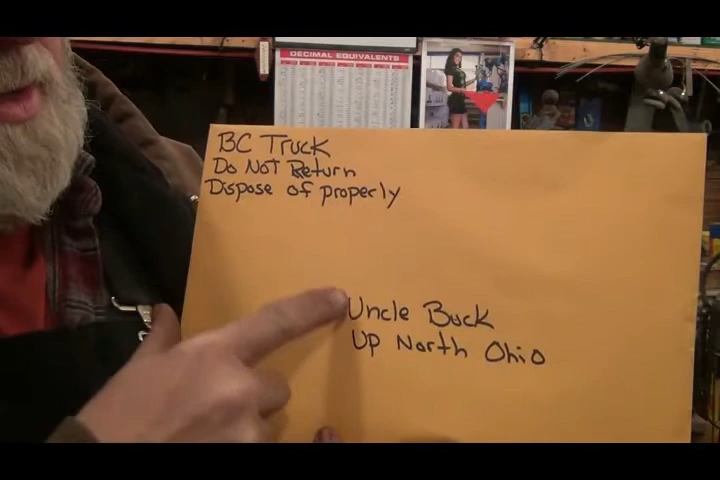 DECIMAL EQUIVALENTS
BC Truck
Do Not Return
Dispose of properly
Uncle Buck
Up North Ohio